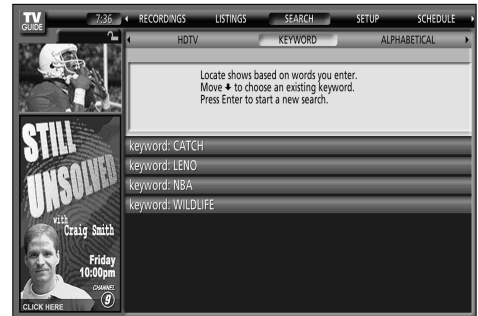 TV GUIDE
7:36
RECORDINGS LISTINGS SEARCH SETUP SCHEDULE
HDTV KEYWORD ALPHABETICAL
Locate shows based on words you enter.
Move ↓ to choose an existing keyword.
Press Enter to start a new search.
keyword: CATCH
keyword: LENO
keyword: NBA
keyword: WILDLIFE
STILL
UNSOLVED
with
Craig Smith
Friday
10:00pm
CHANNEL
9
CLICK HERE